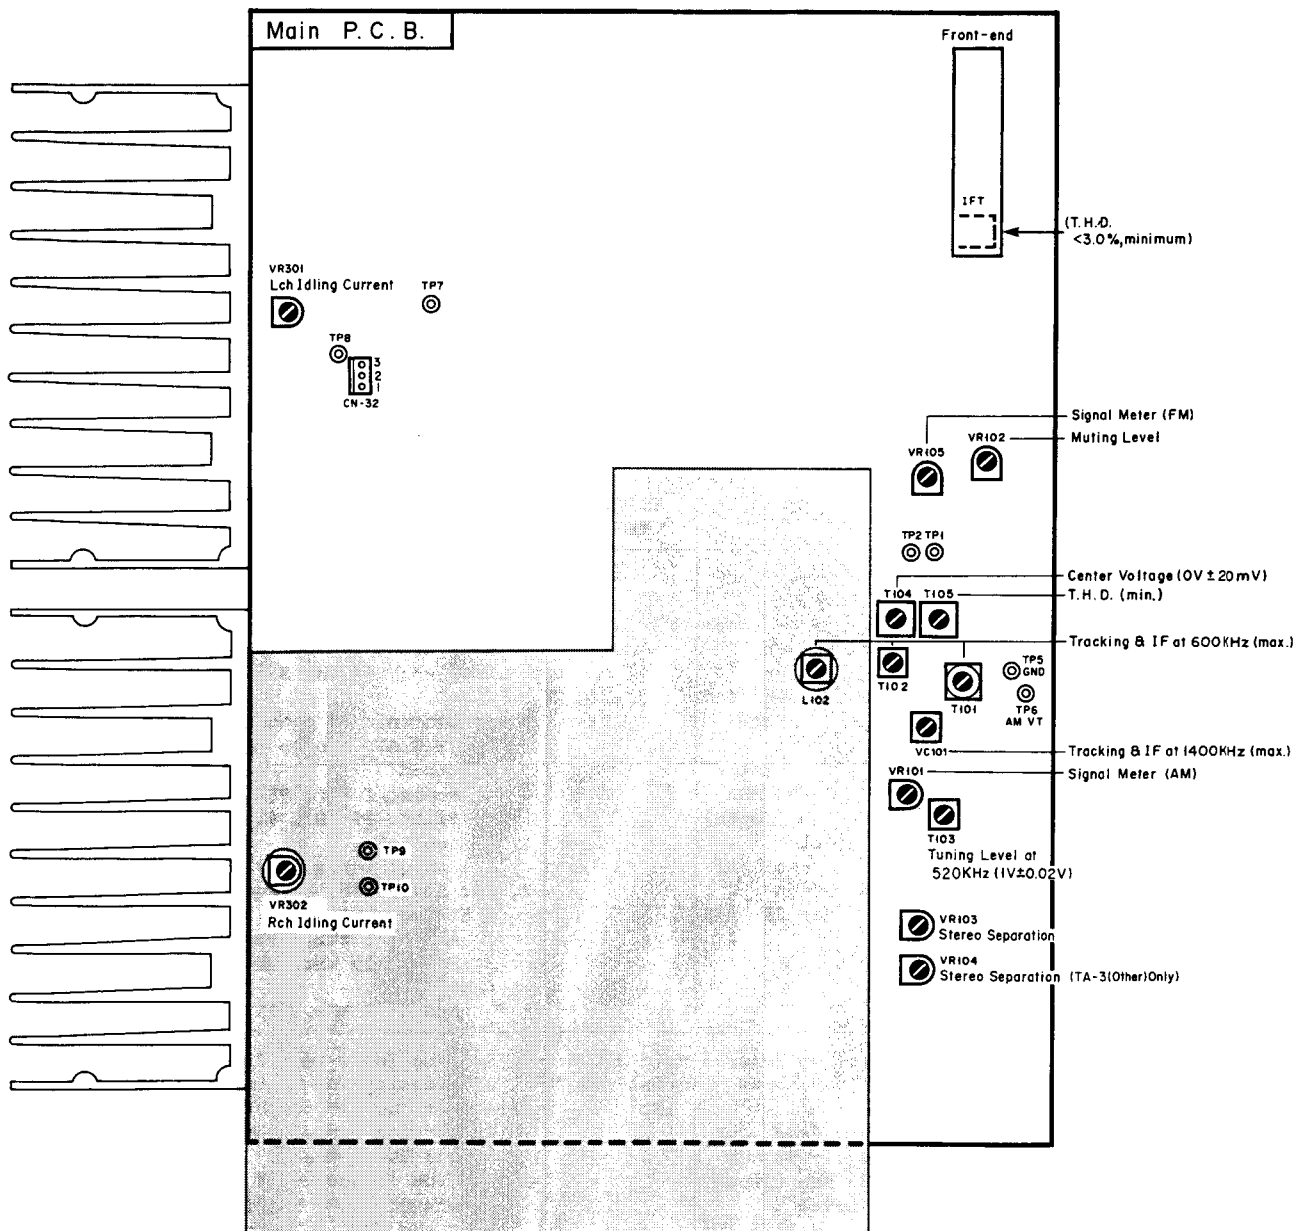 Main P.C.B.
Front-end
IFT
(T.H.D.
<3.0%,minimum)
VR301
Lch Idling Current
TP7
TP8
3
2
1
CN-32
Signal Meter (FM)
VR102
Muting Level
VR105
TP2 TP1
Center Voltage (0V±20mV)
T104 T105
T.H.D. (min.)
Tracking & IF at 600KHz (max.)
L102
T102
T101
TP5
GND
TP6
AM VT
VC101
Tracking & IF at 1400KHz (max.)
VR101
Signal Meter (AM)
T103
Tuning Level at
520KHz (1V±0.02V)
TP9
TP10
VR302
Rch Idling Current
VR103
Stereo Separation
VR104
Stereo Separation (TA-3(Other)Only)